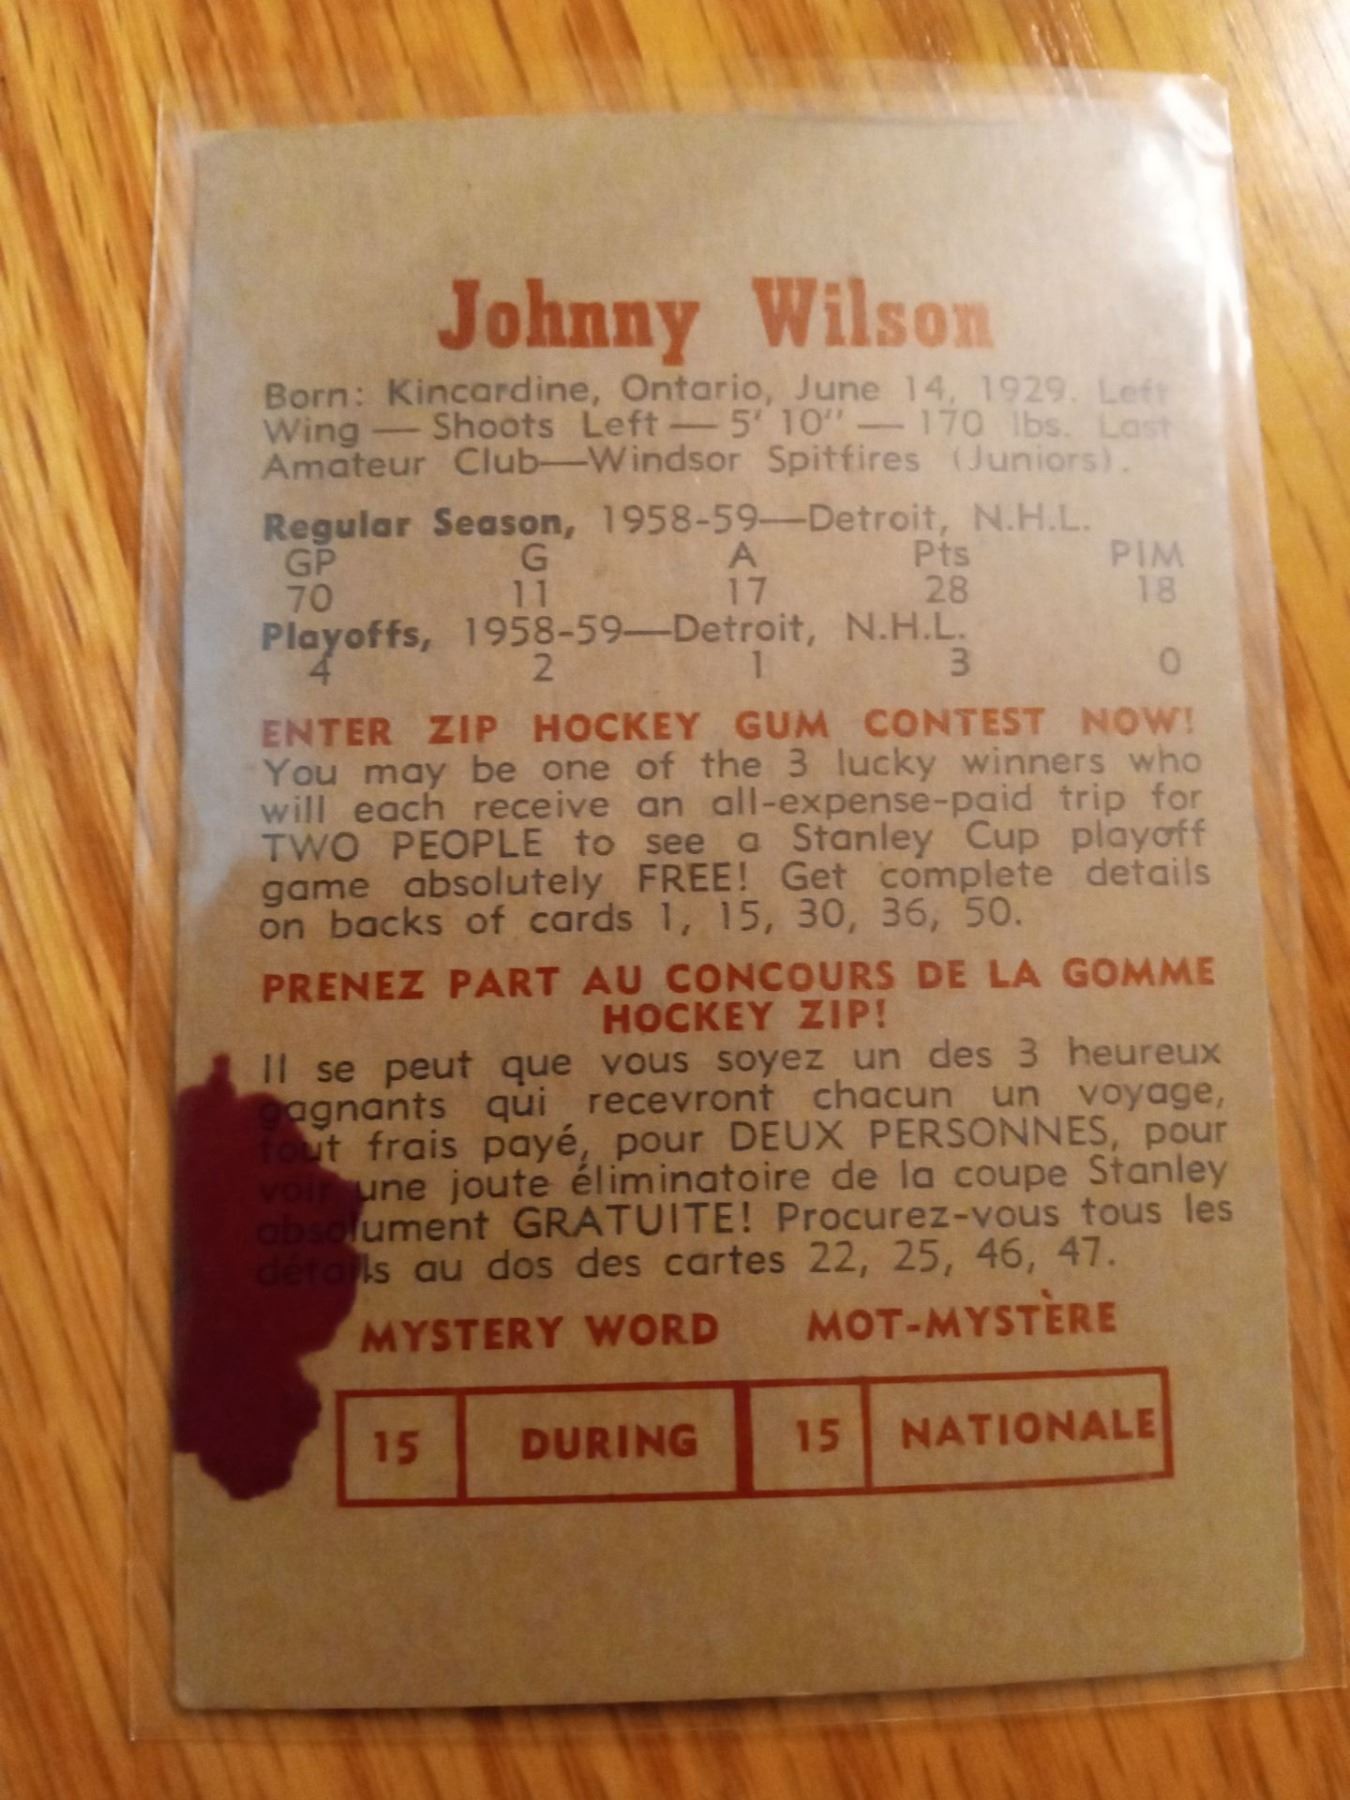 Johnny Wilson
Born: Kincardine, Ontario, June 14, 1929. Left
Wing — Shoots Left — 5' 10" — 170 lbs. Last
Amateur Club—Windsor Spitfires (Juniors).
Regular Season, 1958-59—Detroit, N.H.L.
GP G A Pts PIM
70 11 17 28 18
Playoffs, 1958-59—Detroit, N.H.L.
4 2 1 3 0
ENTER ZIP HOCKEY GUM CONTEST NOW!
You may be one of the 3 lucky winners who
will each receive an all-expense-paid trip for
TWO PEOPLE to see a Stanley Cup playoff
game absolutely FREE! Get complete details
on backs of cards 1, 15, 30, 36, 50.
PRENEZ PART AU CONCOURS DE LA GOMME
HOCKEY ZIP!
Il se peut que vous soyez un des 3 heureux
gagnants qui recevront chacun un voyage,
tout frais payé, pour DEUX PERSONNES, pour
voir une joute éliminatoire de la coupe Stanley
absolument GRATUITE! Procurez-vous tous les
détails au dos des cartes 22, 25, 46, 47.
MYSTERY WORD MOT-MYSTÈRE
15 DURING 15 NATIONALE